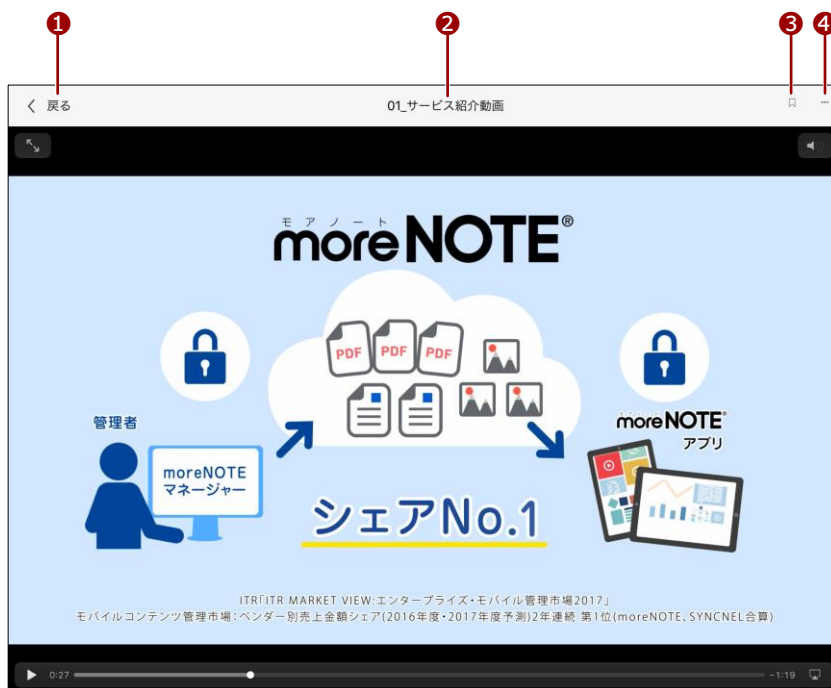 ❶ ❷ ❸ ❹
戻る 01_サービス紹介動画
モアノート
moreNOTE®
PDF PDF PDF
管理者
moreNOTE
マネージャー
moreNOTE®
アプリ
シェアNo.1
ITR「ITR MARKET VIEW:エンタープライズ・モバイル管理市場2017」
モバイルコンテンツ管理市場:ベンダー別売上金額シェア(2016年度・2017年度予測)2年連続 第1位(moreNOTE、SYNCNEL合算)
0:27 -1:19